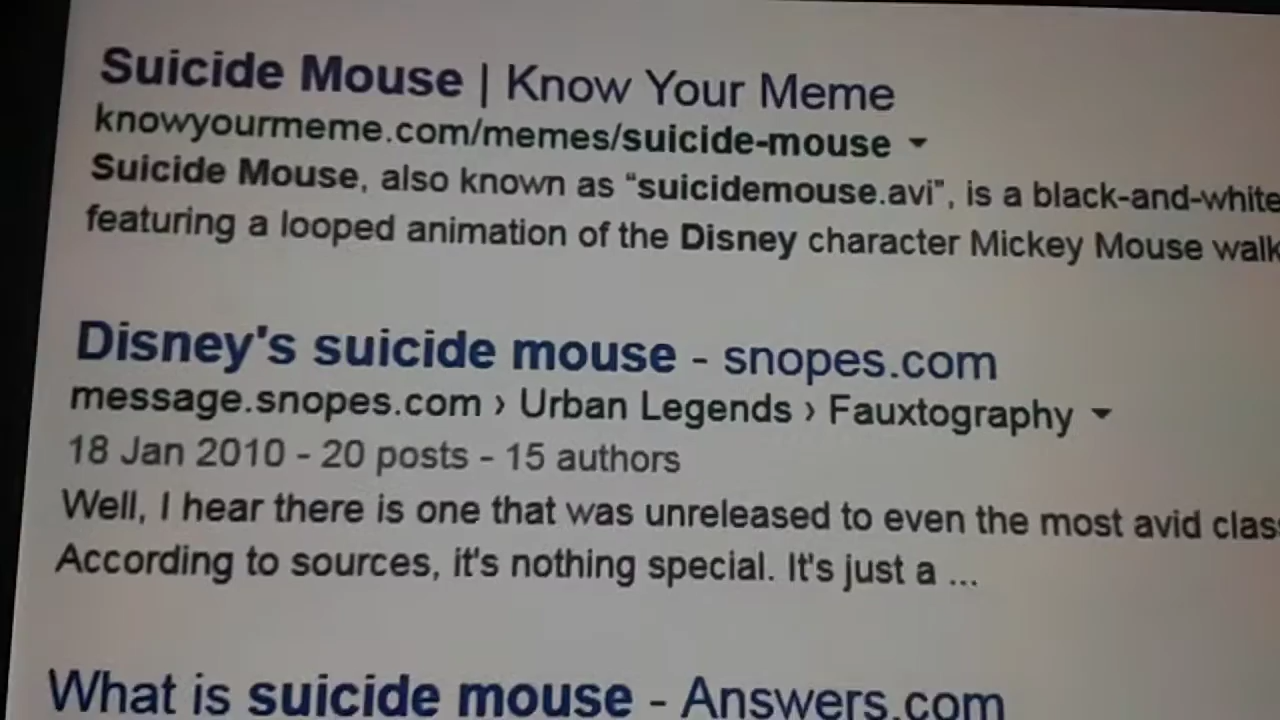 Suicide Mouse | Know Your Meme
knowyourmeme.com/memes/suicide-mouse
Suicide Mouse, also known as “suicidemouse.avi”, is a black-and-white
featuring a looped animation of the Disney character Mickey Mouse walk
Disney's suicide mouse - snopes.com
message.snopes.com › Urban Legends › Fauxtography
18 Jan 2010 - 20 posts - 15 authors
Well, I hear there is one that was unreleased to even the most avid clas
According to sources, it's nothing special. It's just a ...
What is suicide mouse - Answers.com